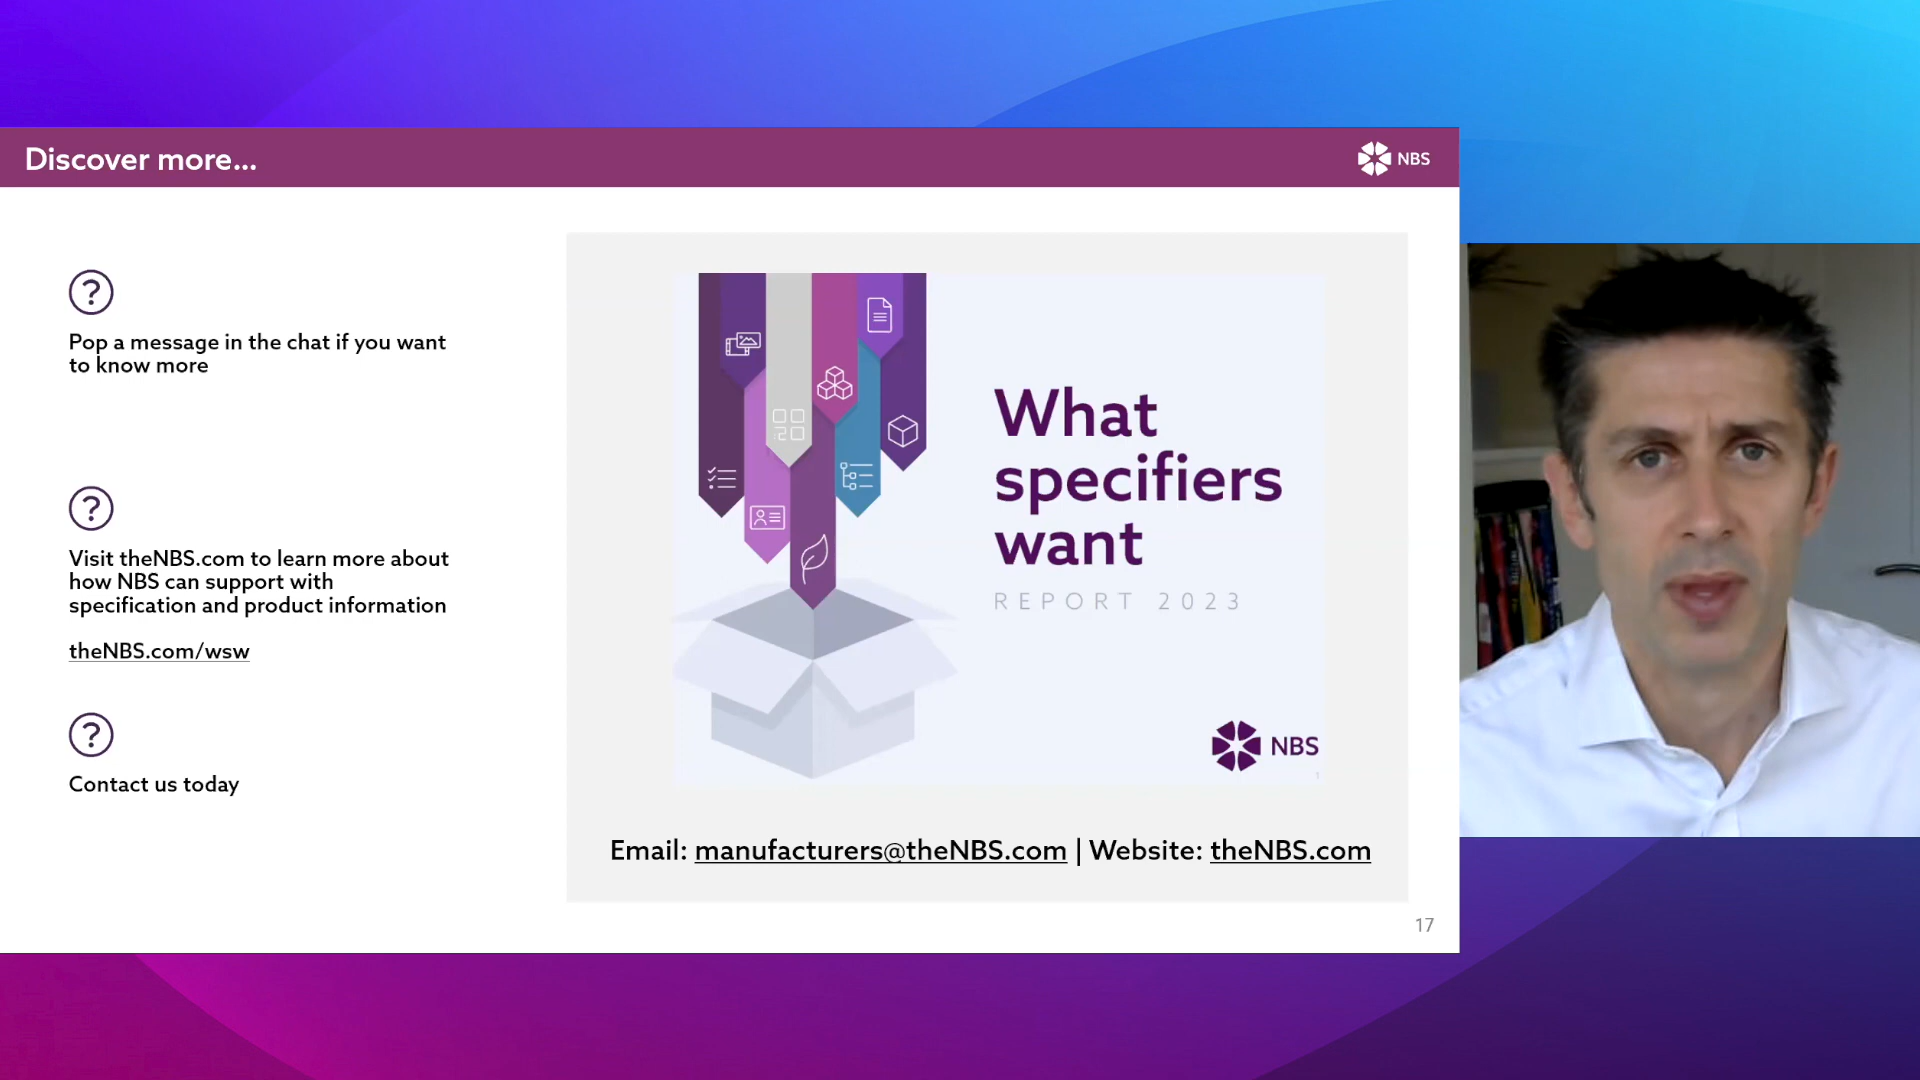 Discover more...
NBS
?
Pop a message in the chat if you want
to know more
?
Visit theNBS.com to learn more about
how NBS can support with
specification and product information
theNBS.com/wsw
?
Contact us today
What
specifiers
want
REPORT 2023
NBS
1
Email: manufacturers@theNBS.com | Website: theNBS.com
17